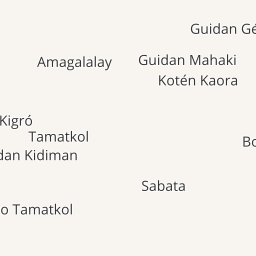 Guidan Gé
Amagalalay
Guidan Mahaki
Kotén Kaora
Kigró
Tamatkol
dan Kidiman
Bo
Sabata
o Tamatkol